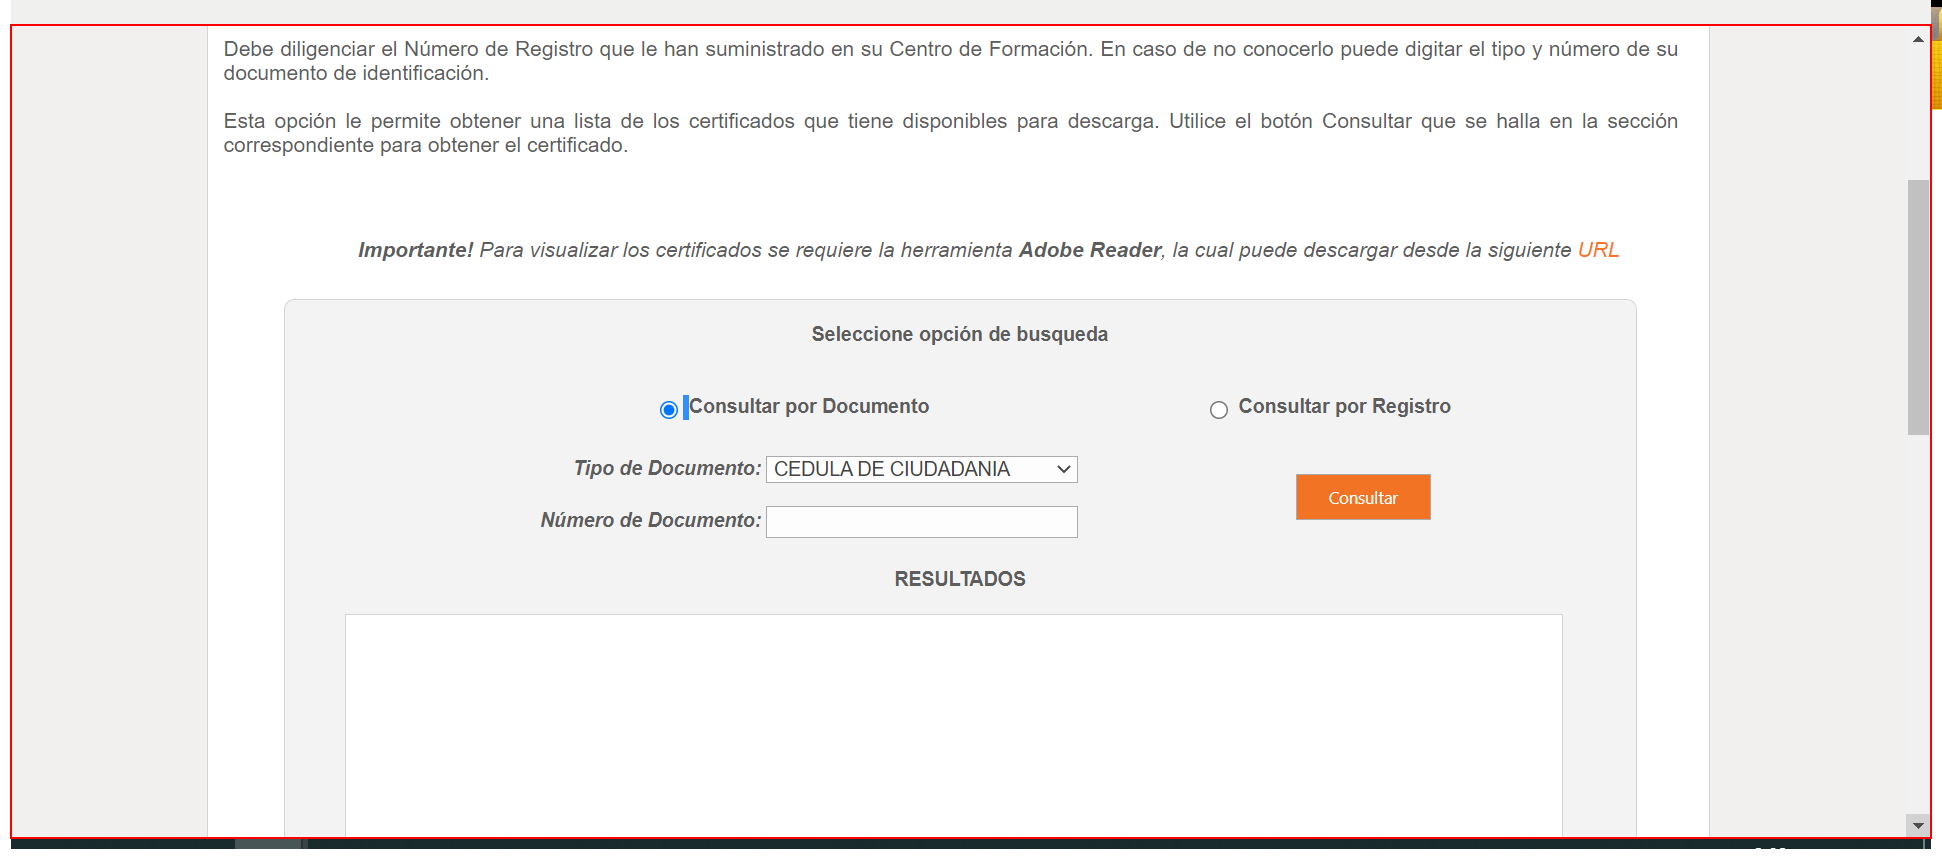 Debe diligenciar el Número de Registro que le han suministrado en su Centro de Formación. En caso de no conocerlo puede digitar el tipo y número de su
documento de identificación.
Esta opción le permite obtener una lista de los certificados que tiene disponibles para descarga. Utilice el botón Consultar que se halla en la sección
correspondiente para obtener el certificado.
Importante! Para visualizar los certificados se requiere la herramienta Adobe Reader, la cual puede descargar desde la siguiente URL
Seleccione opción de busqueda
Consultar por Documento
Consultar por Registro
Tipo de Documento: CEDULA DE CIUDADANIA
Consultar
Número de Documento:
RESULTADOS